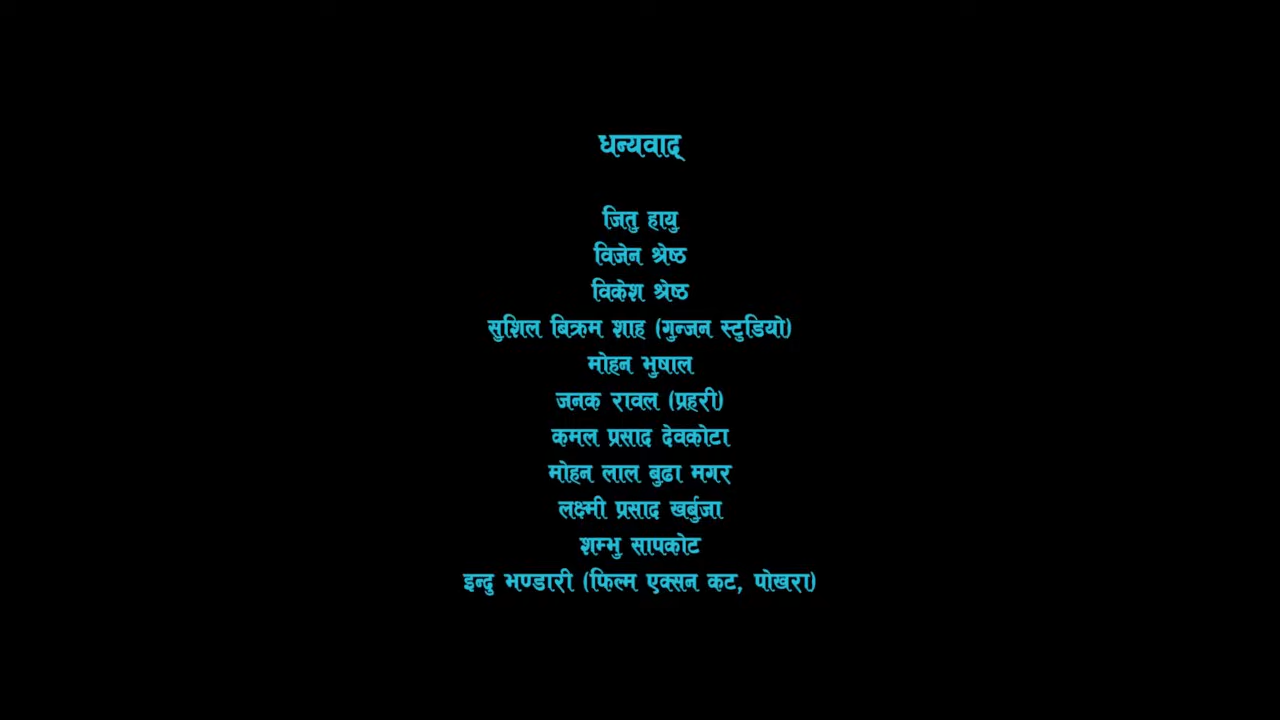 धन्यवाद्
जितु हायु
विजेन श्रेष्ठ
विकेश श्रेष्ठ
सुशिल बिक्रम शाह (गुन्जन स्टुडियो)
मोहन भुषाल
जनक रावल (प्रहरी)
कमल प्रसाद देवकोटा
मोहन लाल बुढा मगर
लक्ष्मी प्रसाद खर्बुजा
शम्भु सापकोट
इन्दु भण्डारी (फिल्म एक्सन कट, पोखरा)